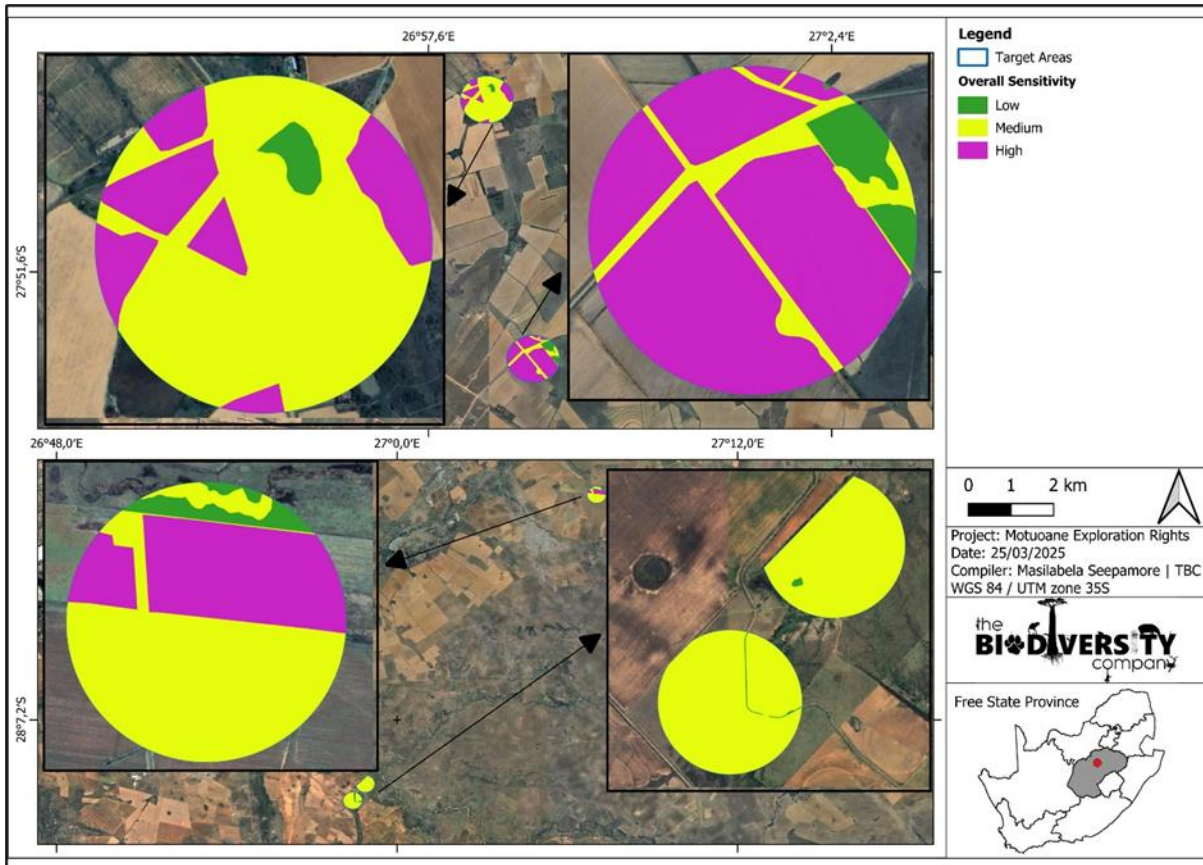 26°57,6'E
27°2,4'E
27°51,6'S
26°48,0'E
27°0,0'E
27°12,0'E
28°7,2'S
Legend
Target Areas
Overall Sensitivity
Low
Medium
High
0 1 2 km
Project: Motuoane Exploration Rights
Date: 25/03/2025
Compiler: Masilabela Seepamore | TBC
WGS 84 / UTM zone 35S
the
BIODIVERSITY
company
Free State Province